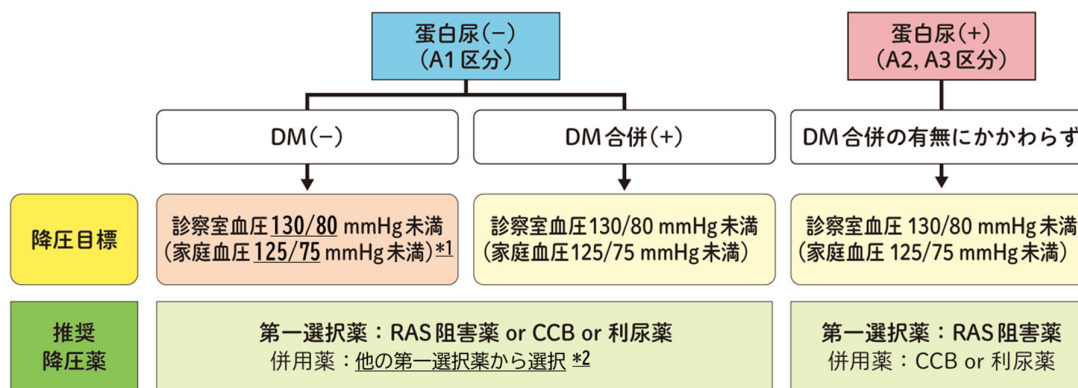 蛋白尿(−)
(A1区分)
蛋白尿(+)
(A2, A3区分)
DM(−)
DM合併(+)
DM合併の有無にかかわらず
降圧目標
診察室血圧130/80 mmHg未満
(家庭血圧125/75 mmHg未満)*1
診察室血圧130/80 mmHg未満
(家庭血圧125/75 mmHg未満)
診察室血圧130/80 mmHg未満
(家庭血圧125/75 mmHg未満)
推奨
降圧薬
第一選択薬：RAS阻害薬 or CCB or 利尿薬
併用薬：他の第一選択薬から選択 *2
第一選択薬：RAS阻害薬
併用薬：CCB or 利尿薬